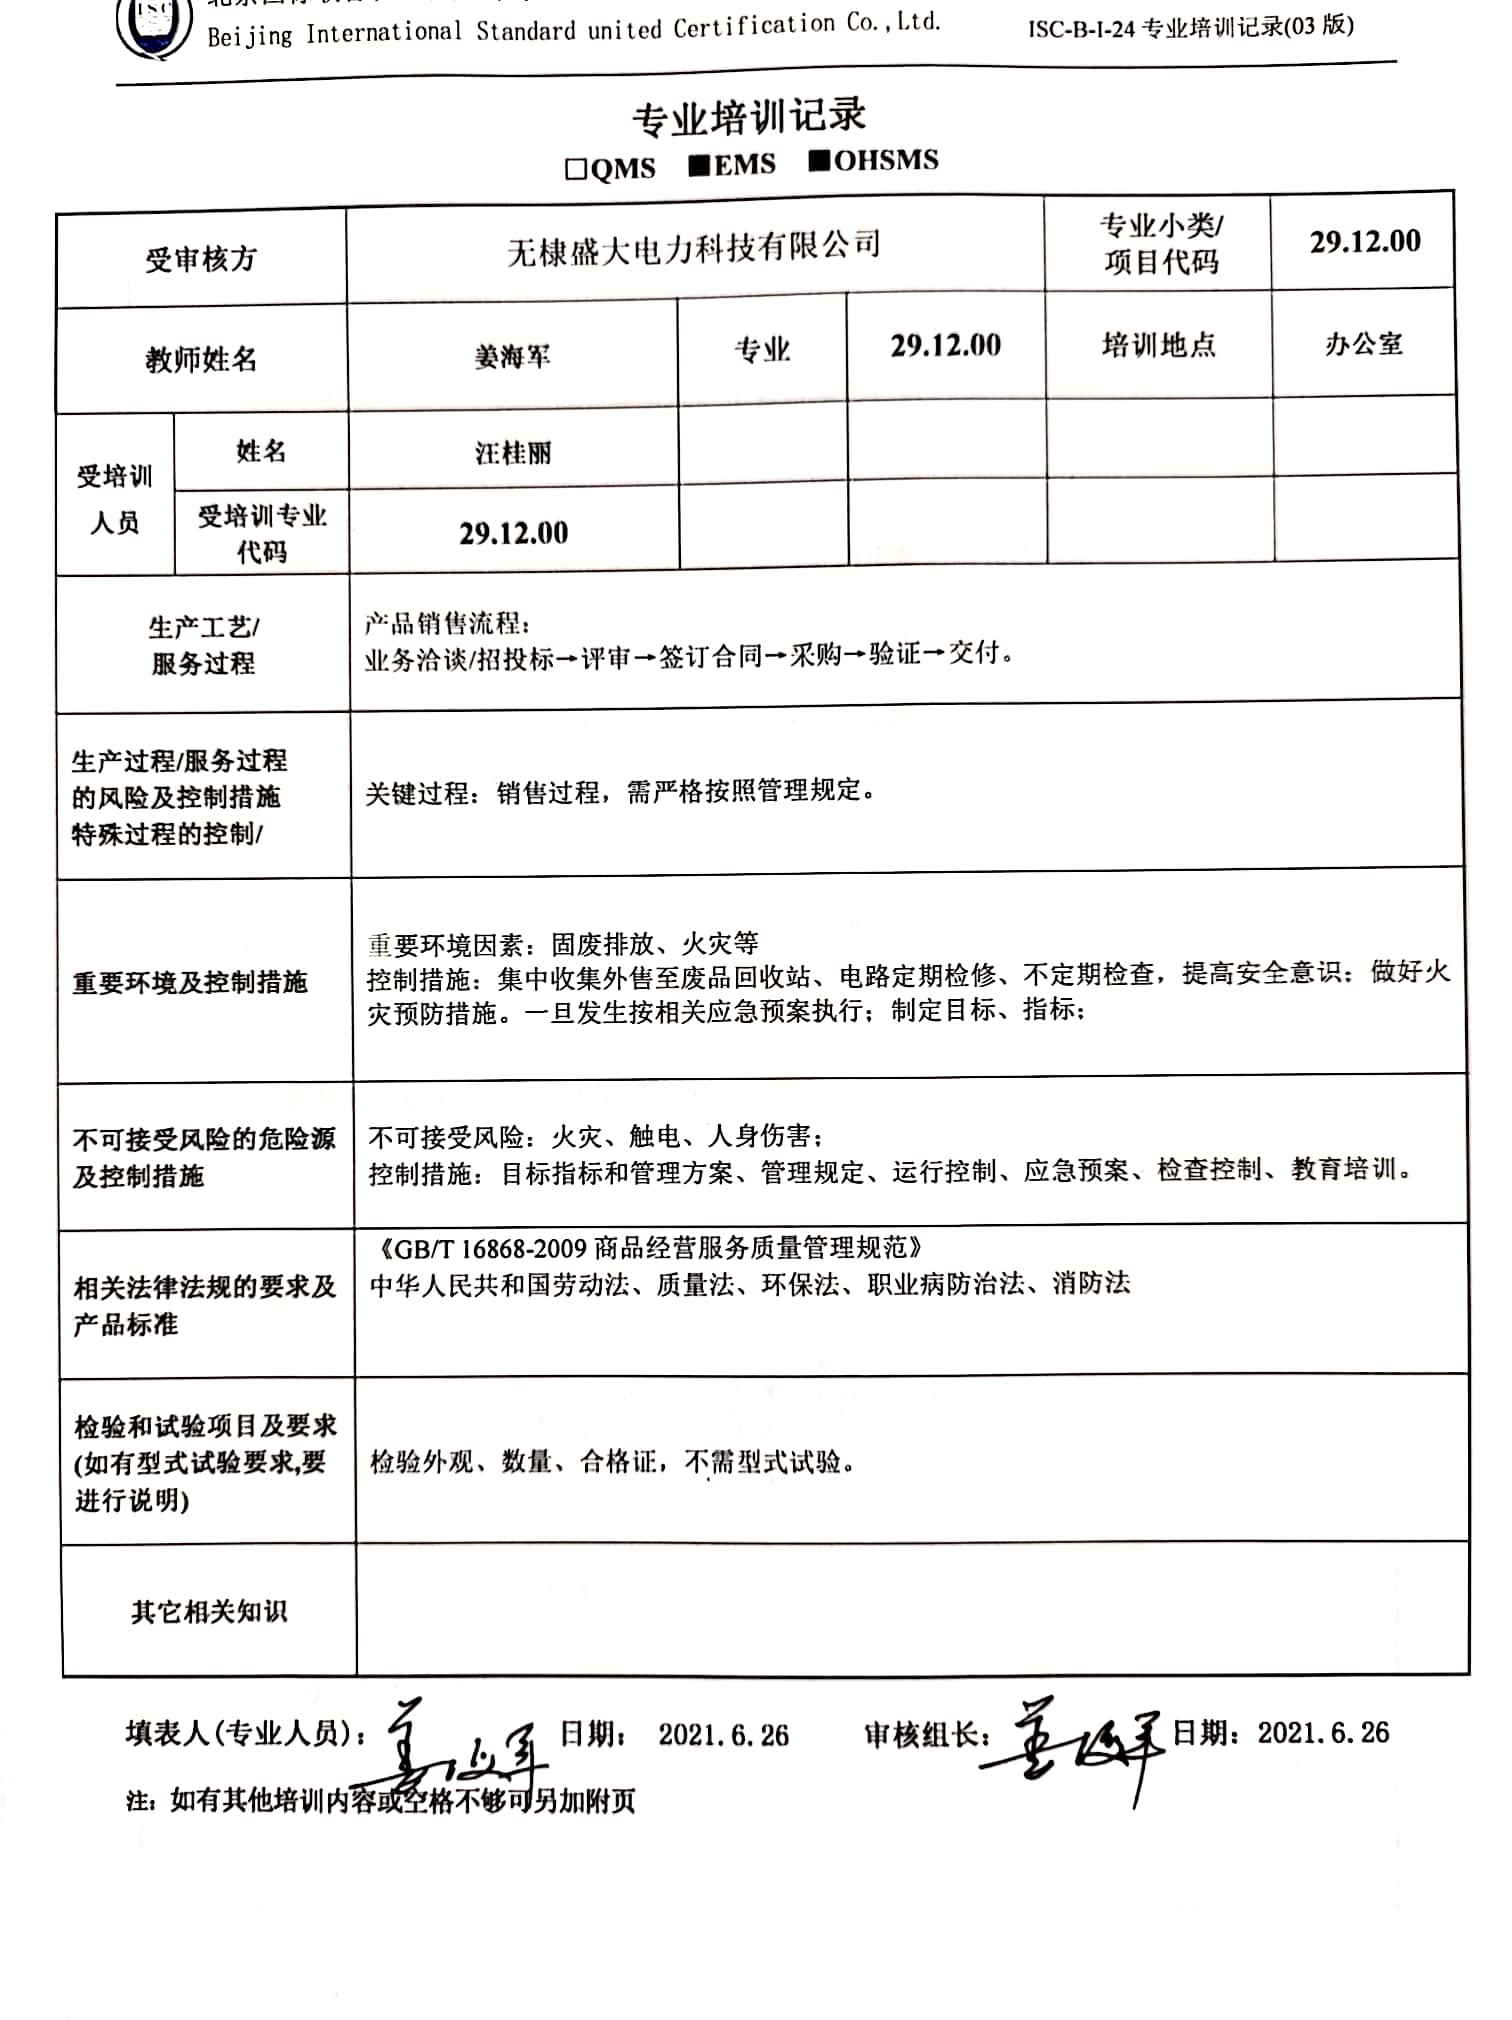 ISC
Beijing International Standard united Certification Co.,Ltd.
ISC-B-I-24 专业培训记录(03 版)
专业培训记录
□QMS ■EMS ■OHSMS
受审核方
无棣盛大电力科技有限公司
专业小类/
项目代码
29.12.00
教师姓名
姜海军
专业
29.12.00
培训地点
办公室
受培训
人员
姓名
汪桂丽
受培训专业
代码
29.12.00
生产工艺/
服务过程
产品销售流程：
业务洽谈/招投标→评审→签订合同→采购→验证→交付。
生产过程/服务过程
的风险及控制措施
特殊过程的控制/
关键过程：销售过程，需严格按照管理规定。
重要环境及控制措施
重要环境因素：固废排放、火灾等
控制措施：集中收集外售至废品回收站、电路定期检修、不定期检查，提高安全意识；做好火
灾预防措施。一旦发生按相关应急预案执行；制定目标、指标；
不可接受风险的危险源
及控制措施
不可接受风险：火灾、触电、人身伤害；
控制措施：目标指标和管理方案、管理规定、运行控制、应急预案、检查控制、教育培训。
相关法律法规的要求及
产品标准
《GB/T 16868-2009 商品经营服务质量管理规范》
中华人民共和国劳动法、质量法、环保法、职业病防治法、消防法
检验和试验项目及要求
(如有型式试验要求,要
进行说明)
检验外观、数量、合格证，不需型式试验。
其它相关知识
填表人(专业人员)：姜海军 日期： 2021.6.26 审核组长：姜海军 日期：2021.6.26
注：如有其他培训内容或空格不够可另加附页